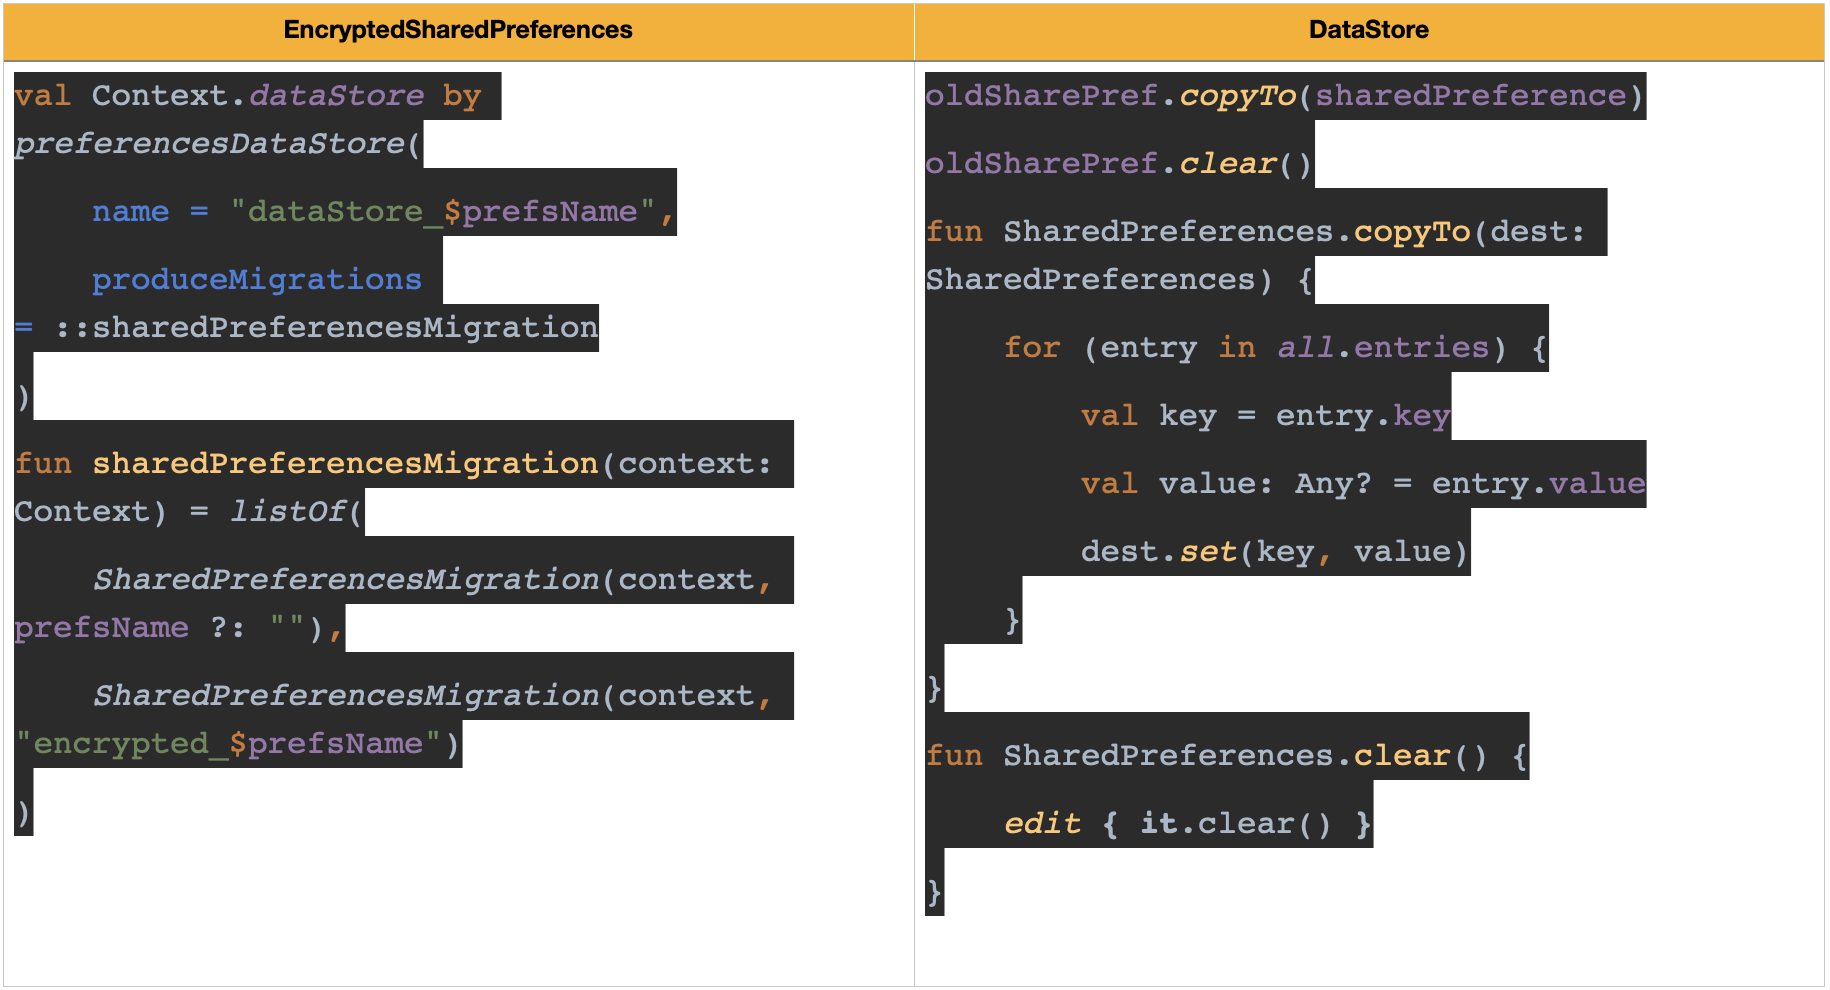 EncryptedSharedPreferences
DataStore
val Context.dataStore by
preferencesDataStore(
    name = "dataStore_$prefsName",
    produceMigrations
= ::sharedPreferencesMigration
)
fun sharedPreferencesMigration(context:
Context) = listOf(
    SharedPreferencesMigration(context,
prefsName ?: ""),
    SharedPreferencesMigration(context,
"encrypted_$prefsName")
)
oldSharePref.copyTo(sharedPreference)
oldSharePref.clear()
fun SharedPreferences.copyTo(dest:
SharedPreferences) {
    for (entry in all.entries) {
        val key = entry.key
        val value: Any? = entry.value
        dest.set(key, value)
    }
}
fun SharedPreferences.clear() {
    edit { it.clear() }
}